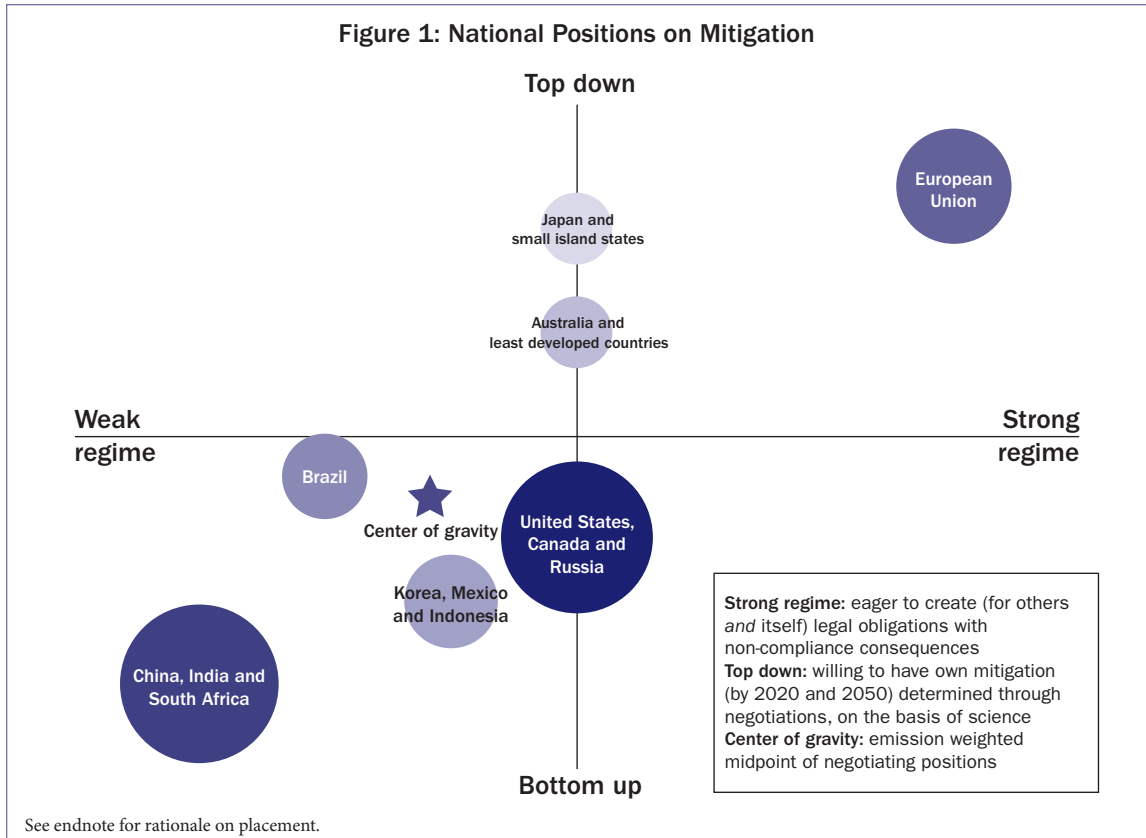 Figure 1: National Positions on Mitigation
Top down
European
Union
Japan and
small island states
Australia and
least developed countries
Weak
regime
Strong
regime
Brazil
Center of gravity
United States,
Canada and
Russia
Korea, Mexico
and Indonesia
China, India and
South Africa
Strong regime: eager to create (for others
and itself) legal obligations with
non-compliance consequences
Top down: willing to have own mitigation
(by 2020 and 2050) determined through
negotiations, on the basis of science
Center of gravity: emission weighted
midpoint of negotiating positions
Bottom up
See endnote for rationale on placement.